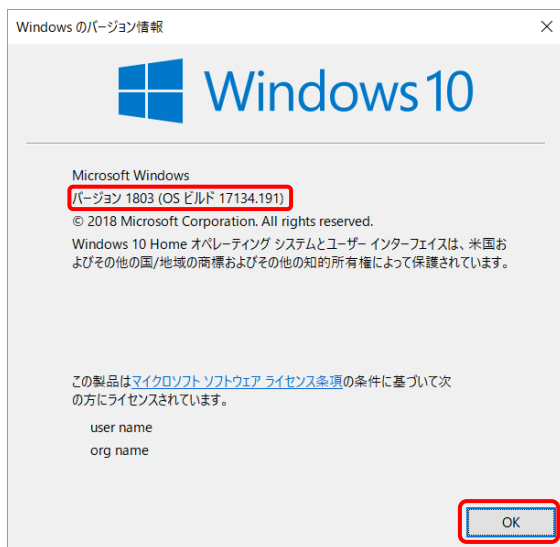 Windows のバージョン情報
Windows 10
Microsoft Windows
バージョン 1803 (OS ビルド 17134.191)
© 2018 Microsoft Corporation. All rights reserved.
Windows 10 Home オペレーティング システムとユーザー インターフェイスは、米国お
よびその他の国/地域の商標およびその他の知的所有権によって保護されています。
この製品はマイクロソフト ソフトウェア ライセンス条項の条件に基づいて次
の方にライセンスされています。
user name
org name
OK